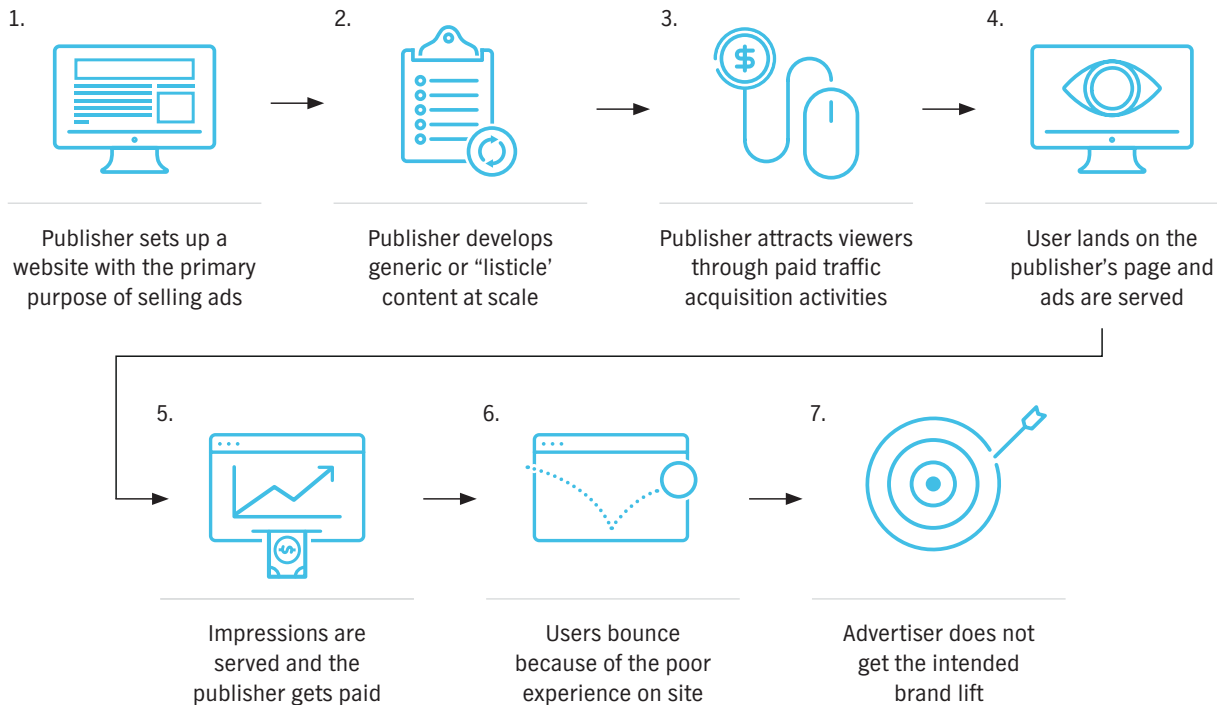 1.
Publisher sets up a
website with the primary
purpose of selling ads
2.
Publisher develops
generic or “listicle’
content at scale
3.
$
Publisher attracts viewers
through paid traffic
acquisition activities
4.
User lands on the
publisher’s page and
ads are served
5.
$
Impressions are
served and the
publisher gets paid
6.
Users bounce
because of the poor
experience on site
7.
Advertiser does not
get the intended
brand lift